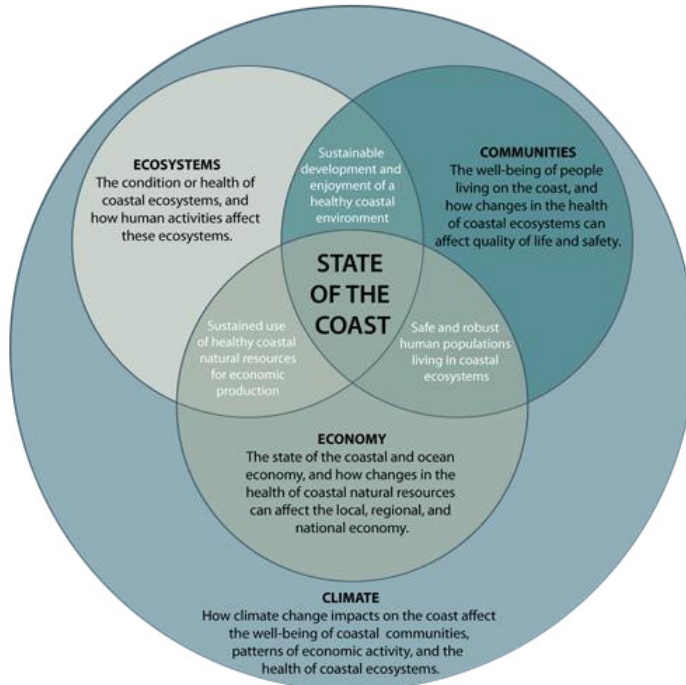 ECOSYSTEMS
The condition or health of
coastal ecosystems, and
how human activities affect
these ecosystems.
Sustainable
development and
enjoyment of a
healthy coastal
environment
COMMUNITIES
The well-being of people
living on the coast, and
how changes in the health
of coastal ecosystems can
affect quality of life and safety.
STATE
OF THE
COAST
Sustained use
of healthy coastal
natural resources
for economic
production
Safe and robust
human populations
living in coastal
ecosystems
ECONOMY
The state of the coastal and ocean
economy, and how changes in the
health of coastal natural resources
can affect the local, regional, and
national economy.
CLIMATE
How climate change impacts on the coast affect
the well-being of coastal communities,
patterns of economic activity, and the
health of coastal ecosystems.